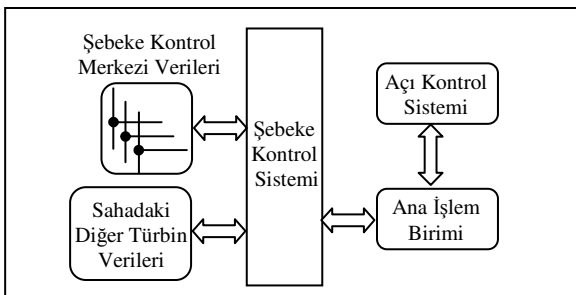 Şebeke Kontrol
Merkezi Verileri
Sahadaki
Diğer Türbin
Verileri
Şebeke
Kontrol
Sistemi
Açı Kontrol
Sistemi
Ana İşlem
Birimi